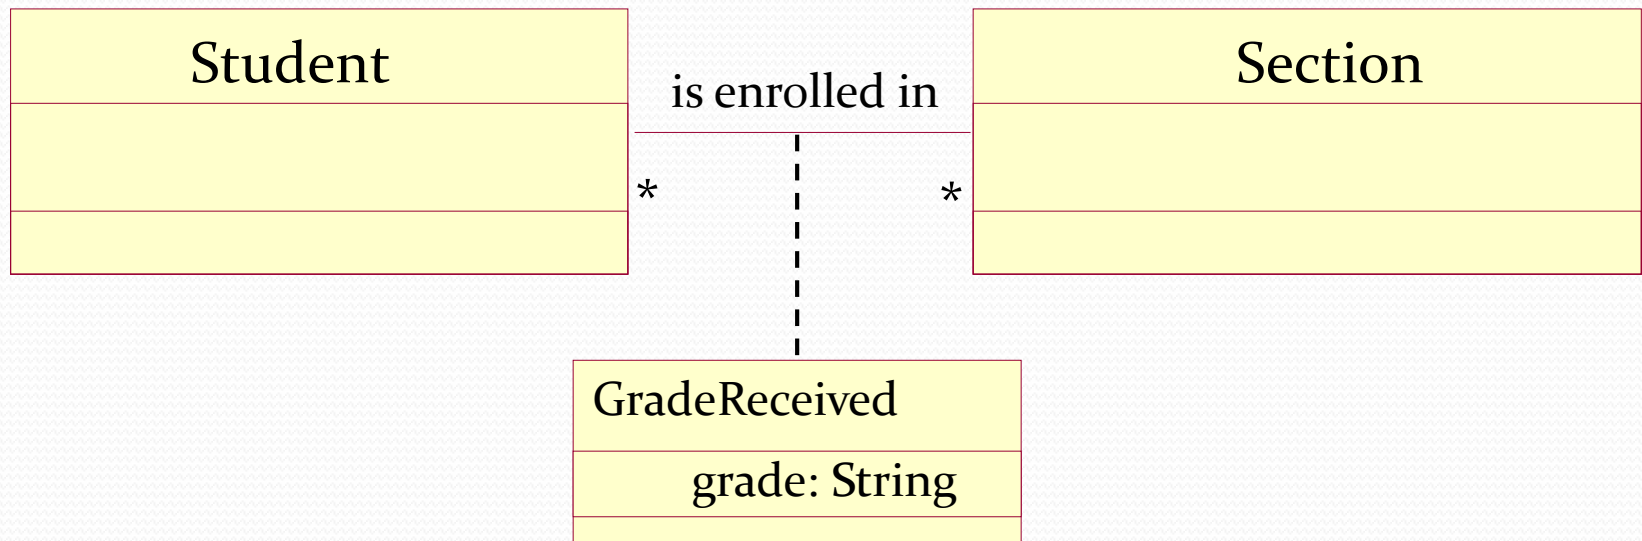 Student
Section
is enrolled in
*
*
GradeReceived
grade: String